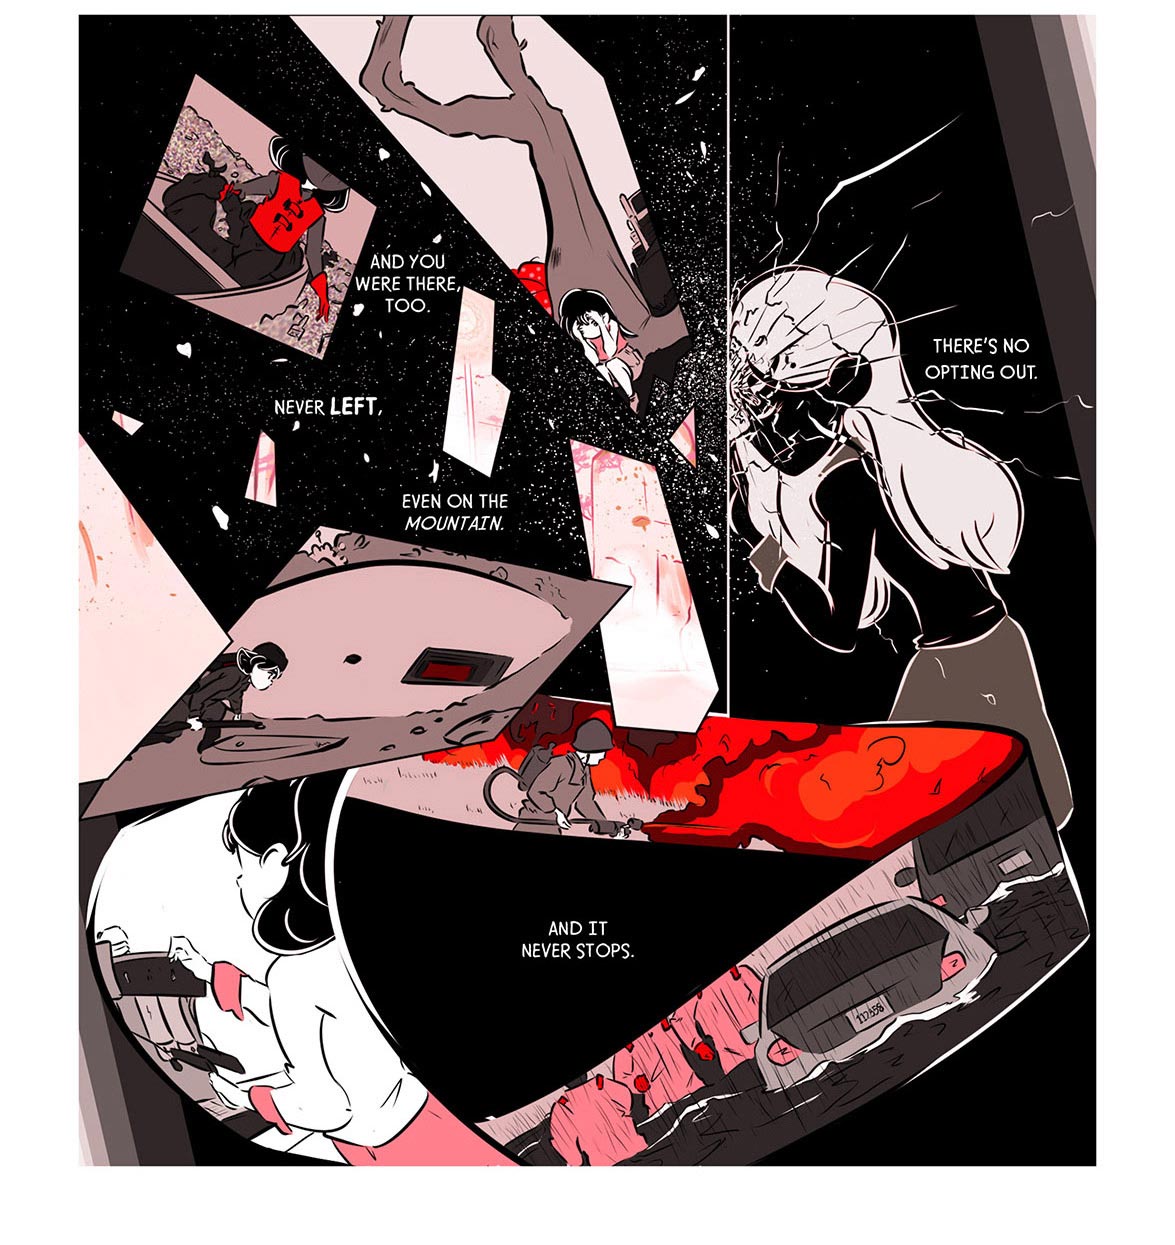 AND YOU
WERE THERE,
TOO.
NEVER LEFT,
EVEN ON THE
MOUNTAIN.
THERE'S NO
OPTING OUT.
AND IT
NEVER STOPS.